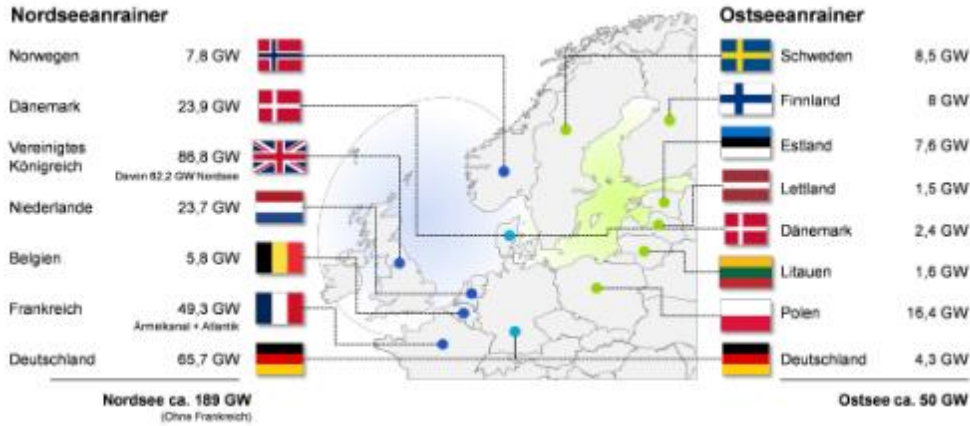 Nordseeanrainer
Norwegen 7,8 GW
Dänemark 23,9 GW
Vereinigtes
Königreich 86,8 GW
Davon 62,2 GW Nordsee
Niederlande 23,7 GW
Belgien 5,8 GW
Frankreich 49,3 GW
Ärmelkanal + Atlantik
Deutschland 65,7 GW
Nordsee ca. 189 GW
(Ohne Frankreich)
Ostseeanrainer
Schweden 8,5 GW
Finnland 8 GW
Estland 7,6 GW
Lettland 1,5 GW
Dänemark 2,4 GW
Litauen 1,6 GW
Polen 16,4 GW
Deutschland 4,3 GW
Ostsee ca. 50 GW